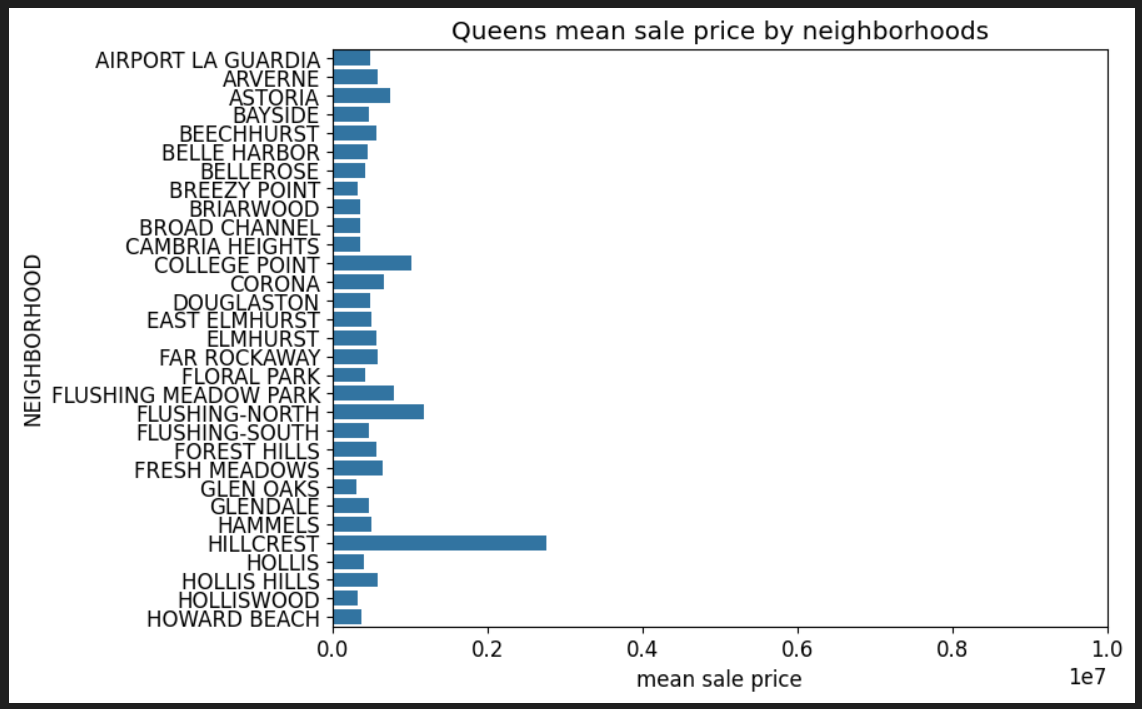 Queens mean sale price by neighborhoods
NEIGHBORHOOD
AIRPORT LA GUARDIA
ARVERNE
ASTORIA
BAYSIDE
BEECHHURST
BELLE HARBOR
BELLEROSE
BREEZY POINT
BRIARWOOD
BROAD CHANNEL
CAMBRIA HEIGHTS
COLLEGE POINT
CORONA
DOUGLASTON
EAST ELMHURST
ELMHURST
FAR ROCKAWAY
FLORAL PARK
FLUSHING MEADOW PARK
FLUSHING-NORTH
FLUSHING-SOUTH
FOREST HILLS
FRESH MEADOWS
GLEN OAKS
GLENDALE
HAMMELS
HILLCREST
HOLLIS
HOLLIS HILLS
HOLLISWOOD
HOWARD BEACH
0.0 0.2 0.4 0.6 0.8 1.0
1e7
mean sale price